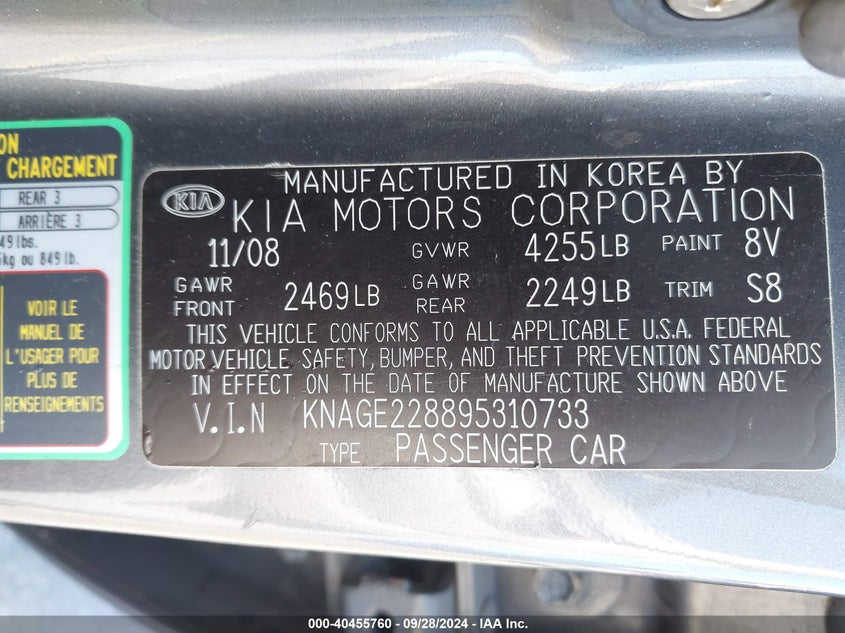 ON
CHARGEMENT
REAR 3
ARRIÈRE 3
49 lbs.
kg ou 849 lb.
VOIR LE
MANUEL DE
L'USAGER POUR
PLUS DE
RENSEIGNEMENTS
MANUFACTURED IN KOREA BY
KIA KIA MOTORS CORPORATION
11/08 GVWR 4255LB PAINT 8V
GAWR FRONT 2469LB GAWR REAR 2249LB TRIM S8
THIS VEHICLE CONFORMS TO ALL APPLICABLE U.S.A. FEDERAL
MOTOR VEHICLE SAFETY, BUMPER, AND THEFT PREVENTION STANDARDS
IN EFFECT ON THE DATE OF MANUFACTURE SHOWN ABOVE
V.I.N KNAGE228895310733
TYPE PASSENGER CAR
000-40455760 - 09/28/2024 - IAA Inc.